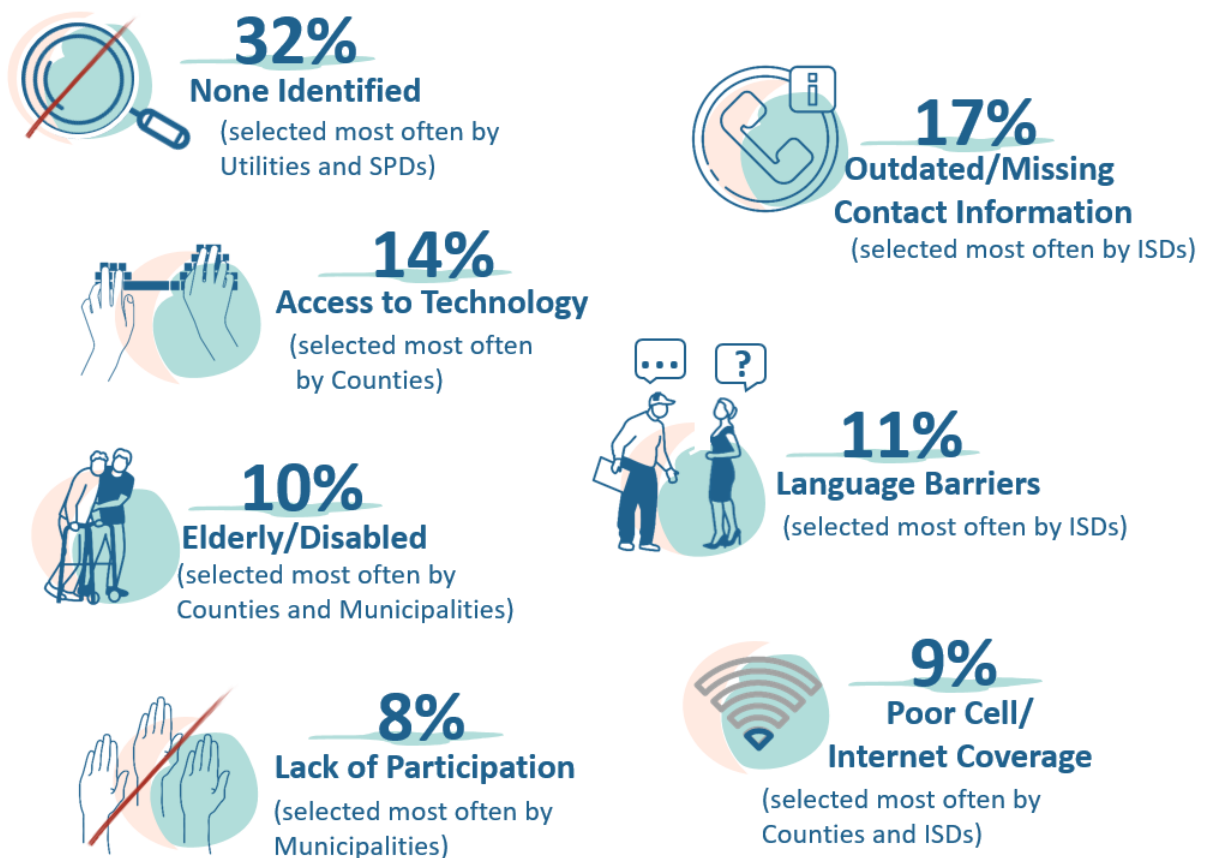 32%
None Identified
(selected most often by
Utilities and SPDs)
17%
Outdated/Missing
Contact Information
(selected most often by ISDs)
14%
Access to Technology
(selected most often
by Counties)
...
?
11%
Language Barriers
(selected most often by ISDs)
10%
Elderly/Disabled
(selected most often by
Counties and Municipalities)
9%
Poor Cell/
Internet Coverage
(selected most often by
Counties and ISDs)
8%
Lack of Participation
(selected most often by
Municipalities)
i